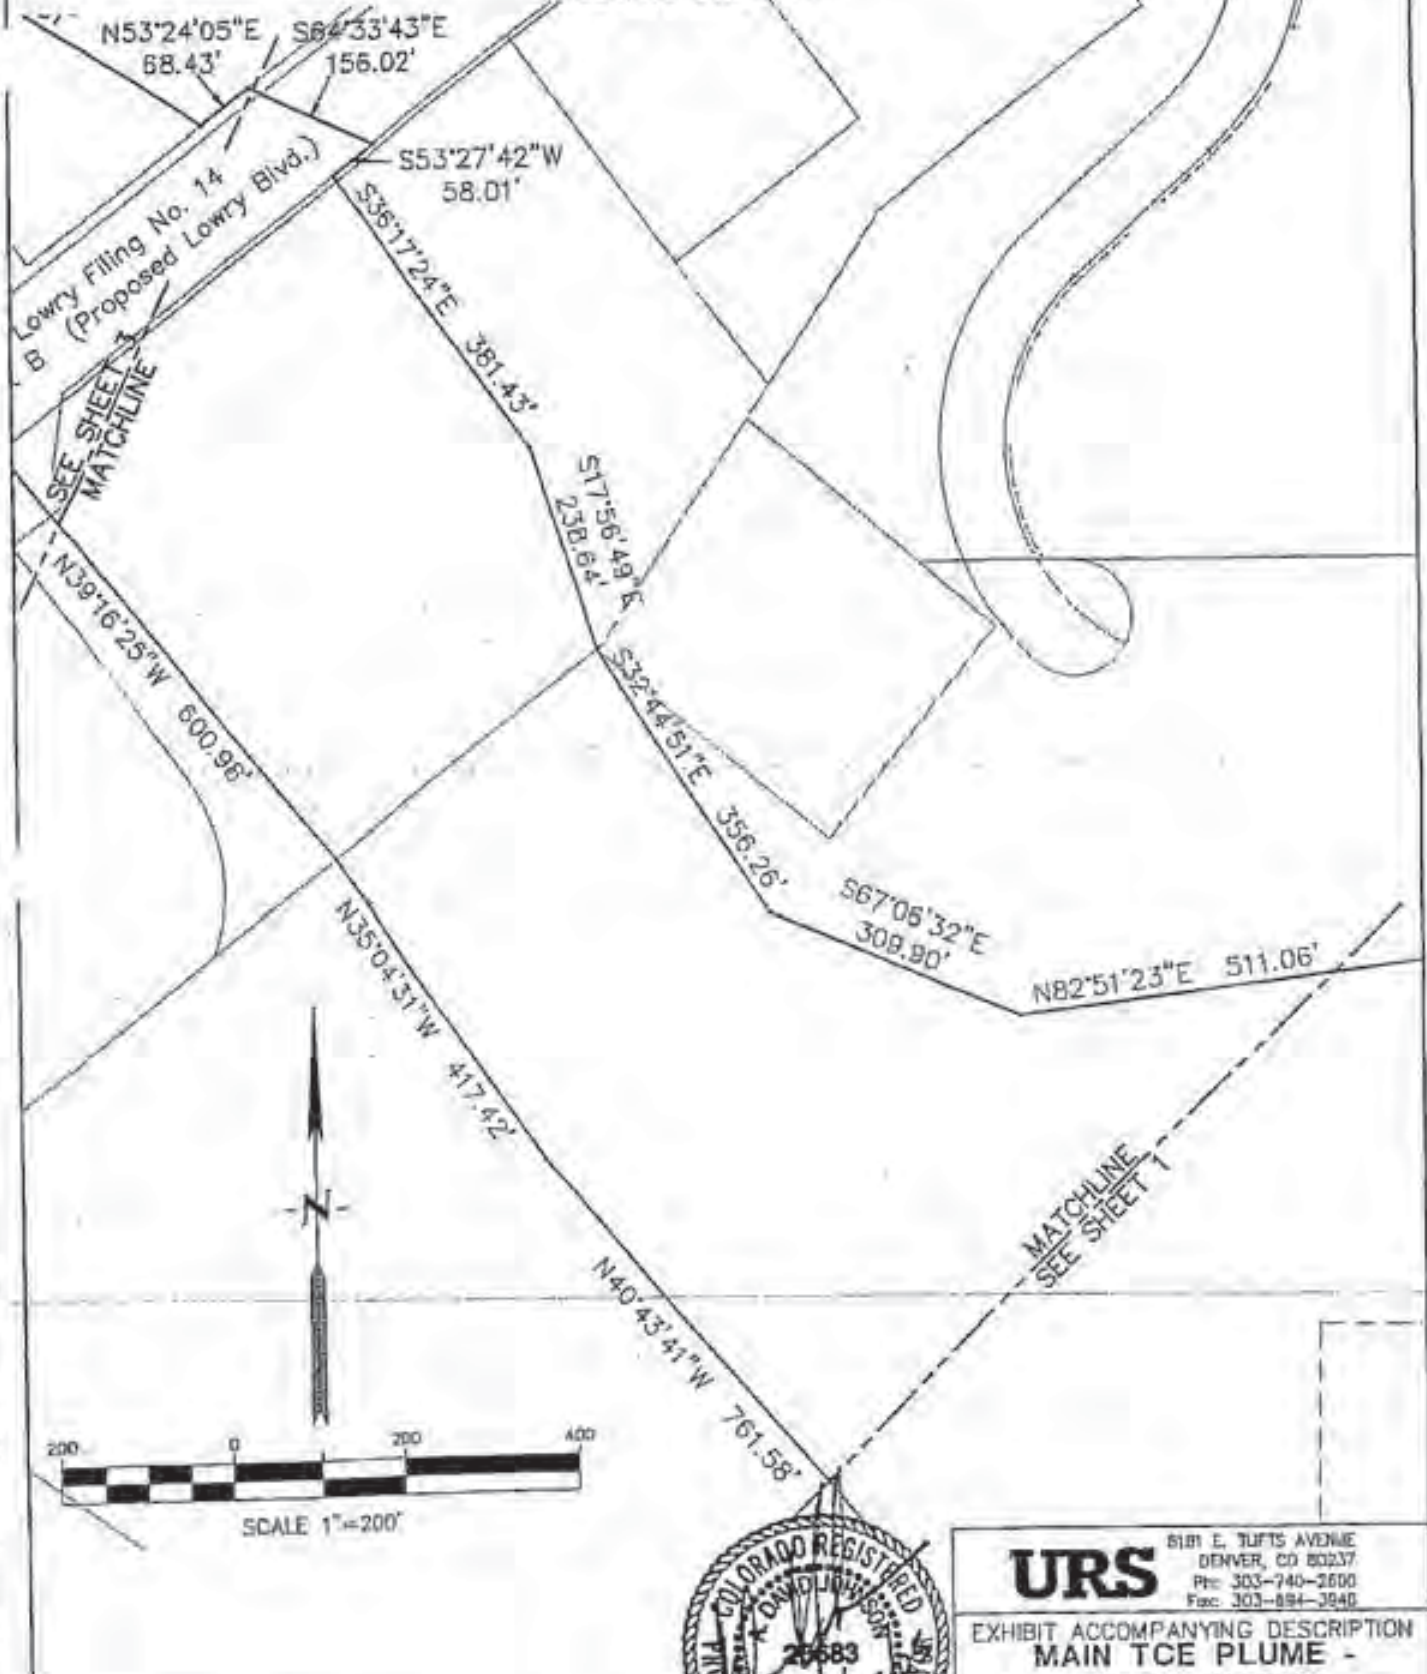 N53°24'05"E
68.43'
S64°33'43"E
156.02'
S53°27'42"W
58.01'
Lowry Filing No. 14
B (Proposed Lowry Blvd.)
S36°17'24"E 381.43'
SEE SHEET 3
MATCHLINE
S17°56'49"E
238.64'
N39°16'25"W 600.98'
S32°44'51"E 356.26'
S67°06'32"E
309.90'
N82°51'23"E 511.06'
N35°04'31"W 417.42'
MATCHLINE
SEE SHEET 1
N
N40°43'41"W 761.58'
200 0 200 400
SCALE 1"=200'
COLORADO REGISTERED
A. DAVID JOHNSON
URS
8181 E. TUFTS AVENUE
DENVER, CO 80237
Ph: 303-740-2600
Fax: 303-694-3946
EXHIBIT ACCOMPANYING DESCRIPTION
MAIN TCE PLUME -